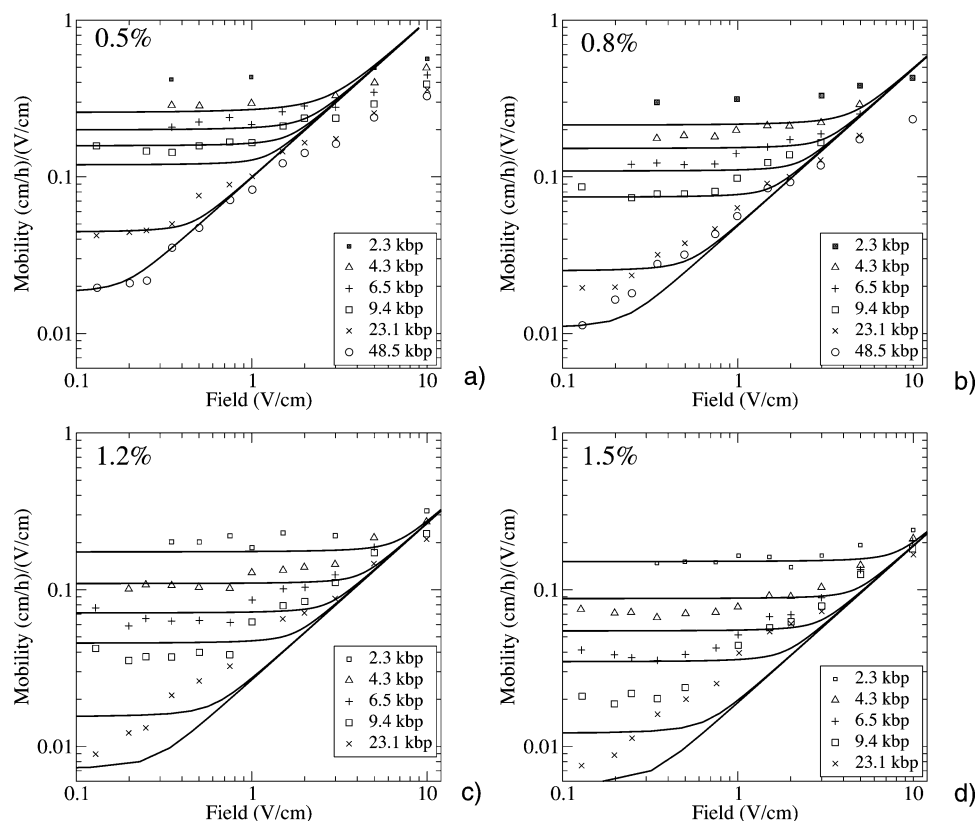 0.5%
Mobility (cm/h)/(V/cm)
1
0.1
0.01
2.3 kbp
4.3 kbp
6.5 kbp
9.4 kbp
23.1 kbp
48.5 kbp
0.1 1 10
Field (V/cm)
a)
0.8%
Mobility (cm/h)/(V/cm)
1
0.1
0.01
2.3 kbp
4.3 kbp
6.5 kbp
9.4 kbp
23.1 kbp
48.5 kbp
0.1 1 10
Field (V/cm)
b)
1.2%
Mobility (cm/h)/(V/cm)
1
0.1
0.01
2.3 kbp
4.3 kbp
6.5 kbp
9.4 kbp
23.1 kbp
0.1 1 10
Field (V/cm)
c)
1.5%
Mobility (cm/h)/(V/cm)
1
0.1
0.01
2.3 kbp
4.3 kbp
6.5 kbp
9.4 kbp
23.1 kbp
0.1 1 10
Field (V/cm)
d)